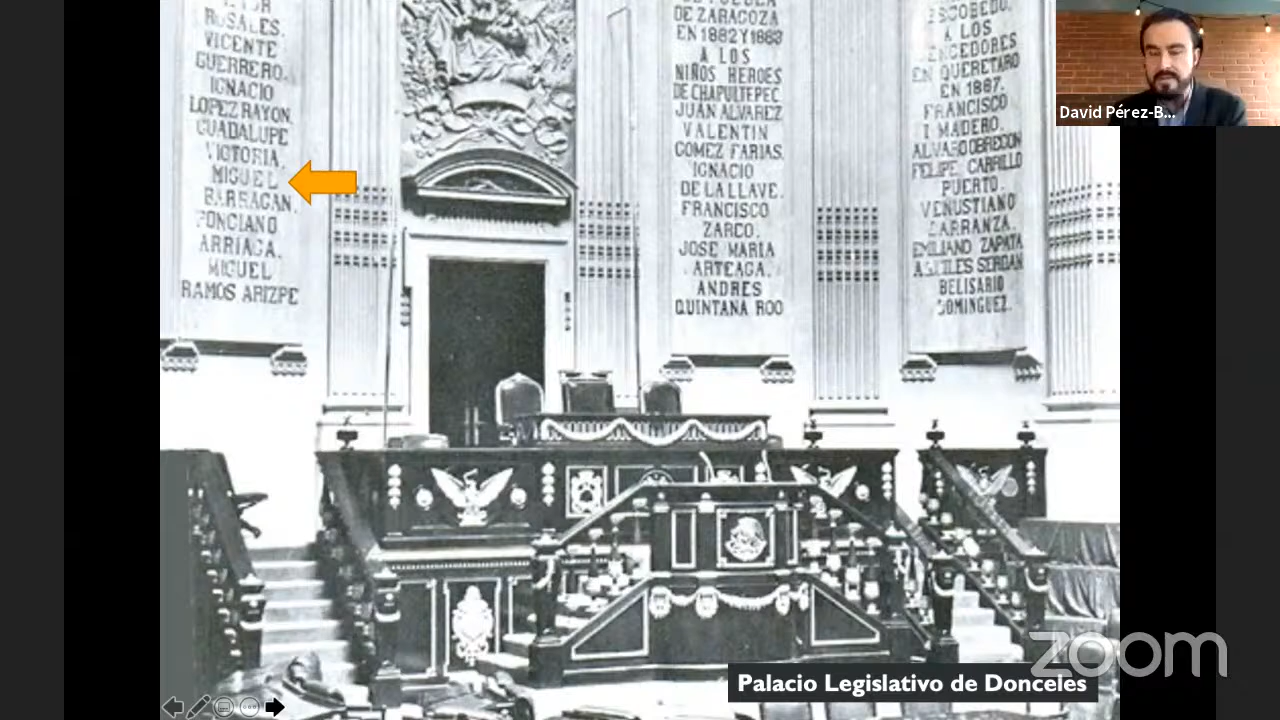 ROSALES.
VICENTE
GUERRERO.
IGNACIO
LOPEZ RAYON.
GUADALUPE
VICTORIA.
MIGUEL
BARRAGAN.
PONCIANO
ARRIAGA.
MIGUEL
RAMOS ARIZPE
DE ZARAGOZA
EN 1862 Y 1863
A LOS
NIÑOS HEROES
DE CHAPULTEPEC.
JUAN ALVAREZ
VALENTIN
GOMEZ FARIAS.
IGNACIO
DE LA LLAVE.
FRANCISCO
ZARCO.
JOSE MARIA
ARTEAGA.
ANDRES
QUINTANA ROO
ESCOBEDO.
A LOS
VENCEDORES
EN QUERETARO
EN 1867.
FRANCISCO
I MADERO.
ALVARO OBREGON
FELIPE CARRILLO
PUERTO.
VENUSTIANO
CARRANZA.
EMILIANO ZAPATA
AQUILES SERDAN
BELISARIO
DOMINGUEZ.
David Pérez-B...
Palacio Legislativo de Donceles
zoom